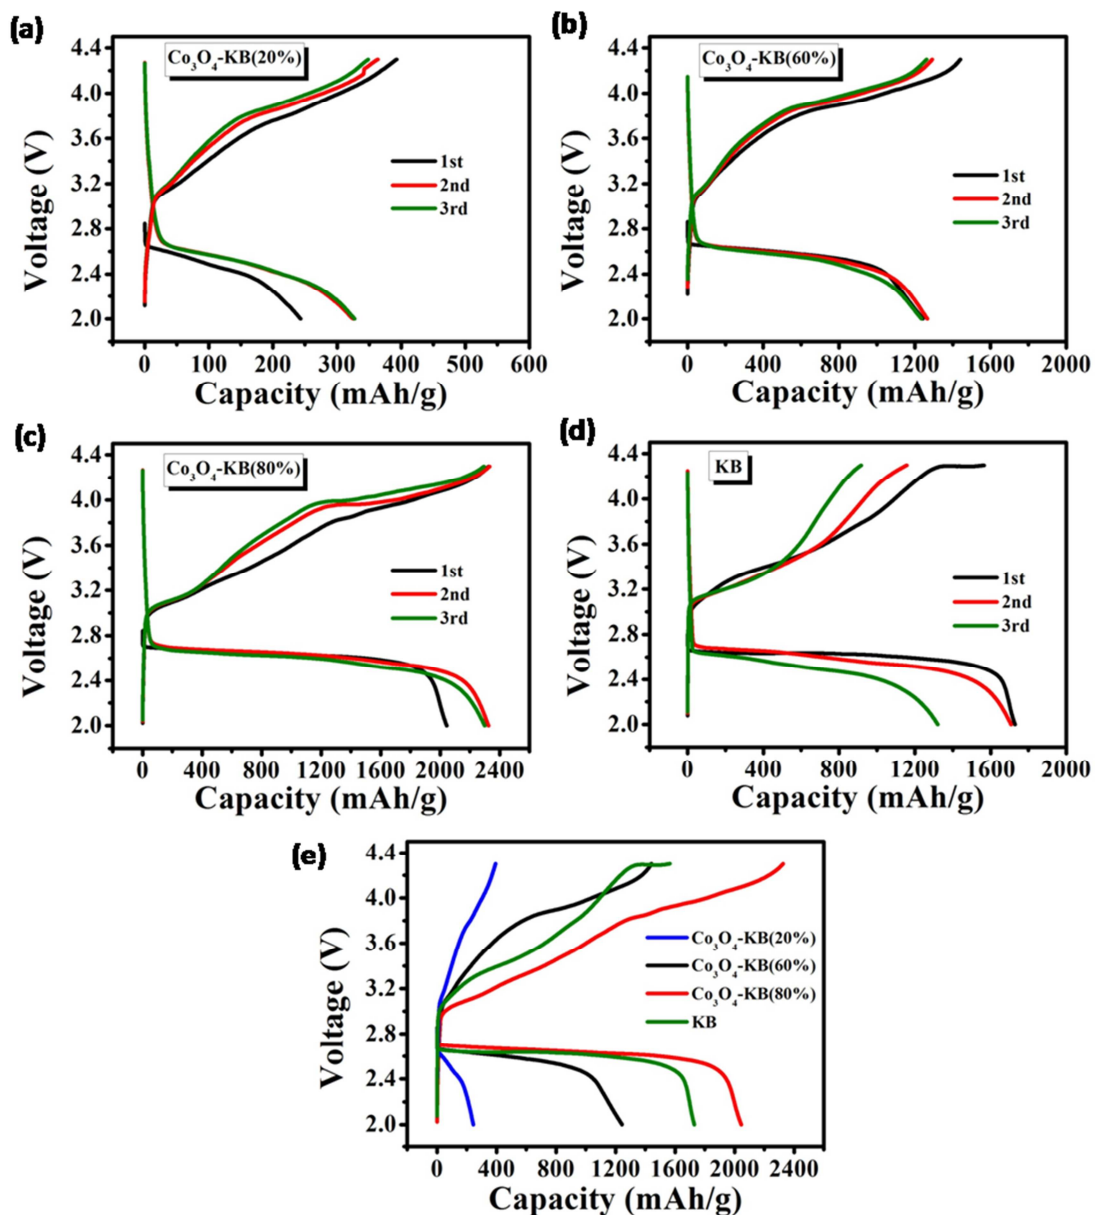 (a)
Co₃O₄-KB(20%)
4.4
4.0
3.6
3.2
2.8
2.4
2.0
Voltage (V)
1st
2nd
3rd
0 100 200 300 400 500 600
Capacity (mAh/g)
(b)
Co₃O₄-KB(60%)
4.4
4.0
3.6
3.2
2.8
2.4
2.0
Voltage (V)
1st
2nd
3rd
0 400 800 1200 1600 2000
Capacity (mAh/g)
(c)
Co₃O₄-KB(80%)
4.4
4.0
3.6
3.2
2.8
2.4
2.0
Voltage (V)
1st
2nd
3rd
0 400 800 1200 1600 2000 2400
Capacity (mAh/g)
(d)
KB
4.4
4.0
3.6
3.2
2.8
2.4
2.0
Voltage (V)
1st
2nd
3rd
0 400 800 1200 1600 2000
Capacity (mAh/g)
(e)
4.4
4.0
3.6
3.2
2.8
2.4
2.0
Voltage (V)
Co₃O₄-KB(20%)
Co₃O₄-KB(60%)
Co₃O₄-KB(80%)
KB
0 400 800 1200 1600 2000 2400
Capacity (mAh/g)